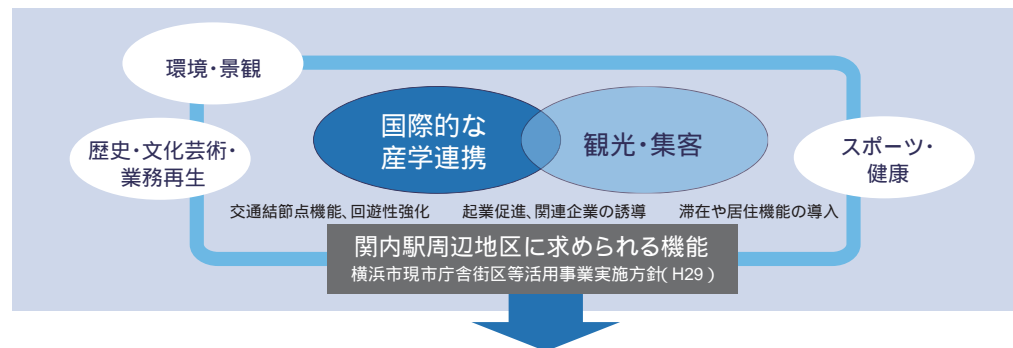 環境・景観
国際的な
産学連携
観光・集客
歴史・文化芸術・
業務再生
スポーツ・
健康
交通結節点機能、回遊性強化　起業促進、関連企業の誘導　滞在や居住機能の導入
関内駅周辺地区に求められる機能
横浜市現市庁舎街区等活用事業実施方針（H29）